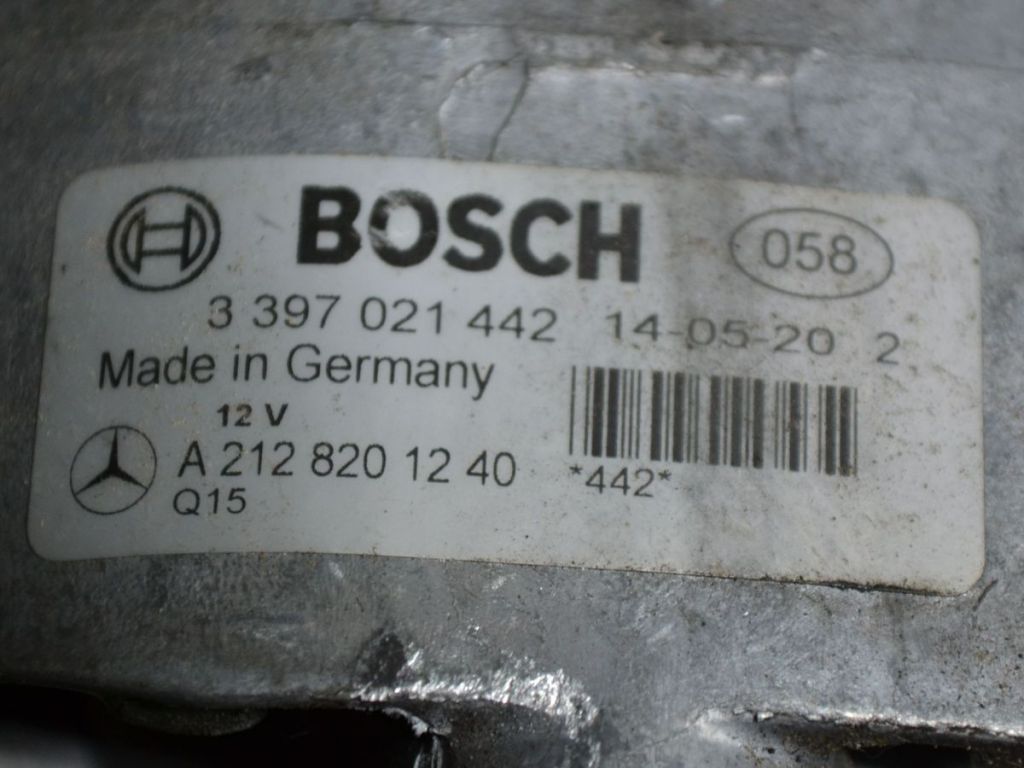 BOSCH 058
3 397 021 442 14-05-20 2
Made in Germany
12 V
A 212 820 12 40 *442*
Q15